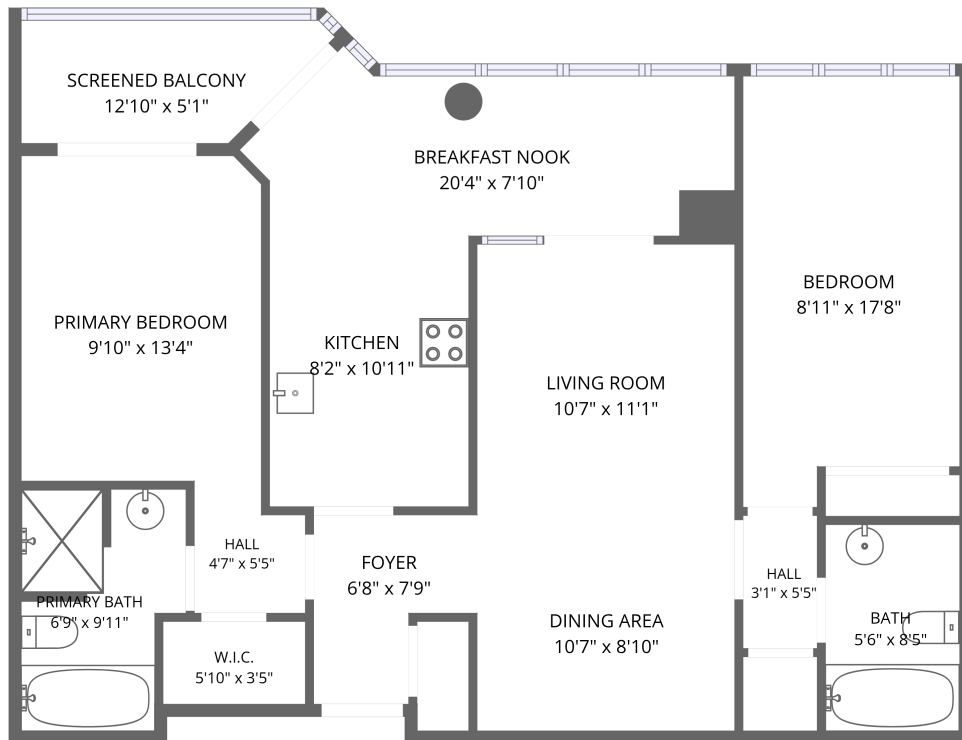 SCREENED BALCONY
12'10" x 5'1"
BREAKFAST NOOK
20'4" x 7'10"
BEDROOM
8'11" x 17'8"
PRIMARY BEDROOM
9'10" x 13'4"
KITCHEN
8'2" x 10'11"
LIVING ROOM
10'7" x 11'1"
HALL
4'7" x 5'5"
FOYER
6'8" x 7'9"
HALL
3'1" x 5'5"
PRIMARY BATH
6'9" x 9'11"
DINING AREA
10'7" x 8'10"
BATH
5'6" x 8'5"
W.I.C.
5'10" x 3'5"